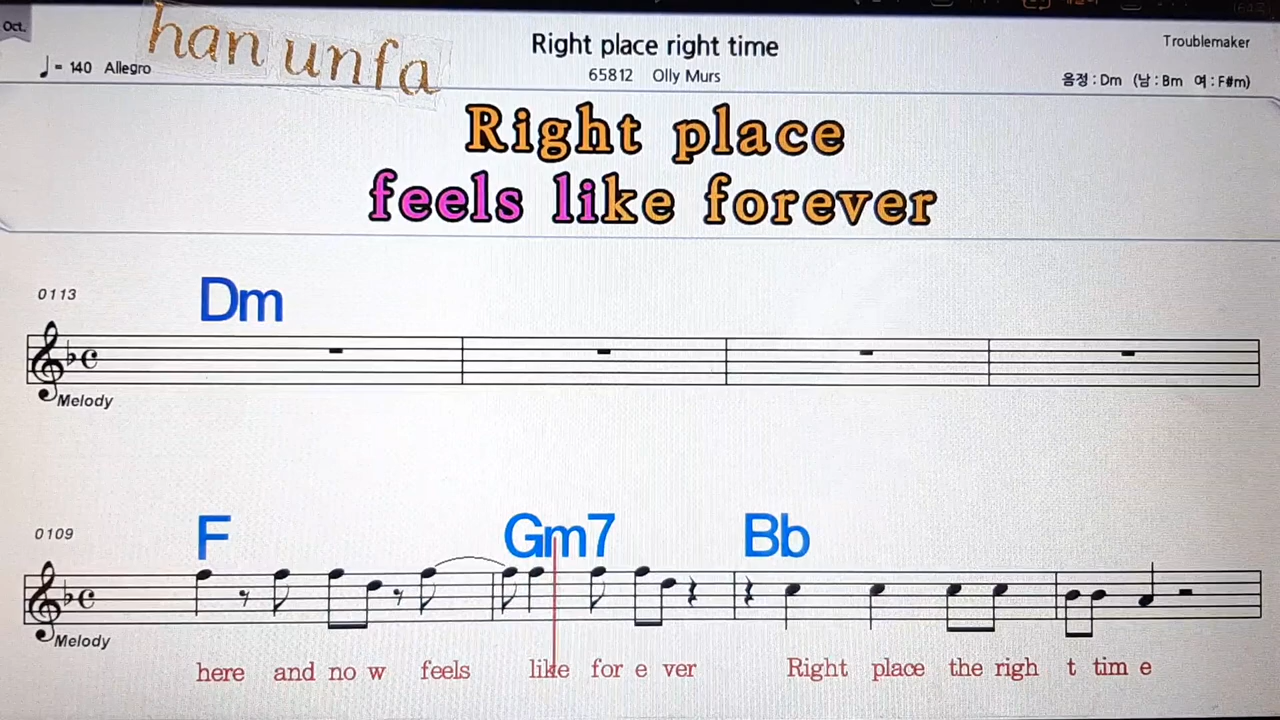 Oct.
han unfa
Right place right time
Troublemaker
♩= 140 Allegro
65812 Olly Murs
음정 : Dm (남 : Bm 여 : F#m)
Right place
feels like forever
0113
Dm
Melody
0109
F Gm7 Bb
Melody
here and no w feels like for e ver Right place the righ t tim e